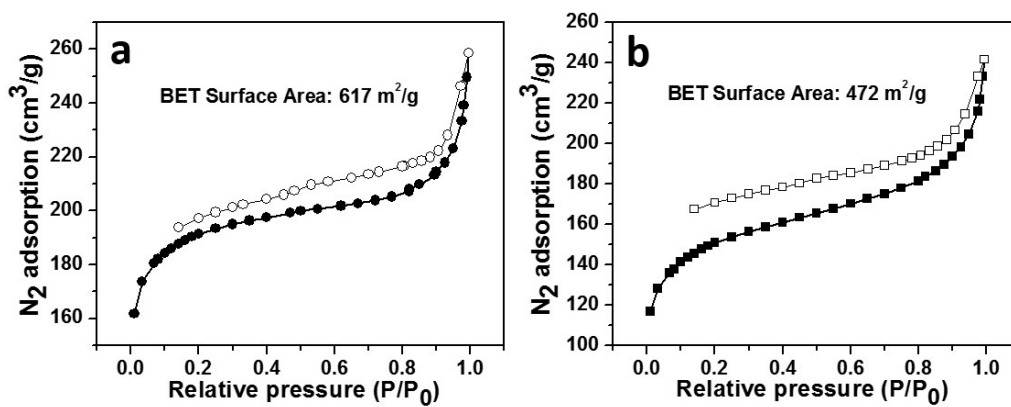 a
BET Surface Area: 617 m²/g
N₂ adsorption (cm³/g)
260
240
220
200
180
160
0.0 0.2 0.4 0.6 0.8 1.0
Relative pressure (P/P₀)
b
BET Surface Area: 472 m²/g
N₂ adsorption (cm³/g)
260
240
220
200
180
160
140
120
100
0.0 0.2 0.4 0.6 0.8 1.0
Relative pressure (P/P₀)